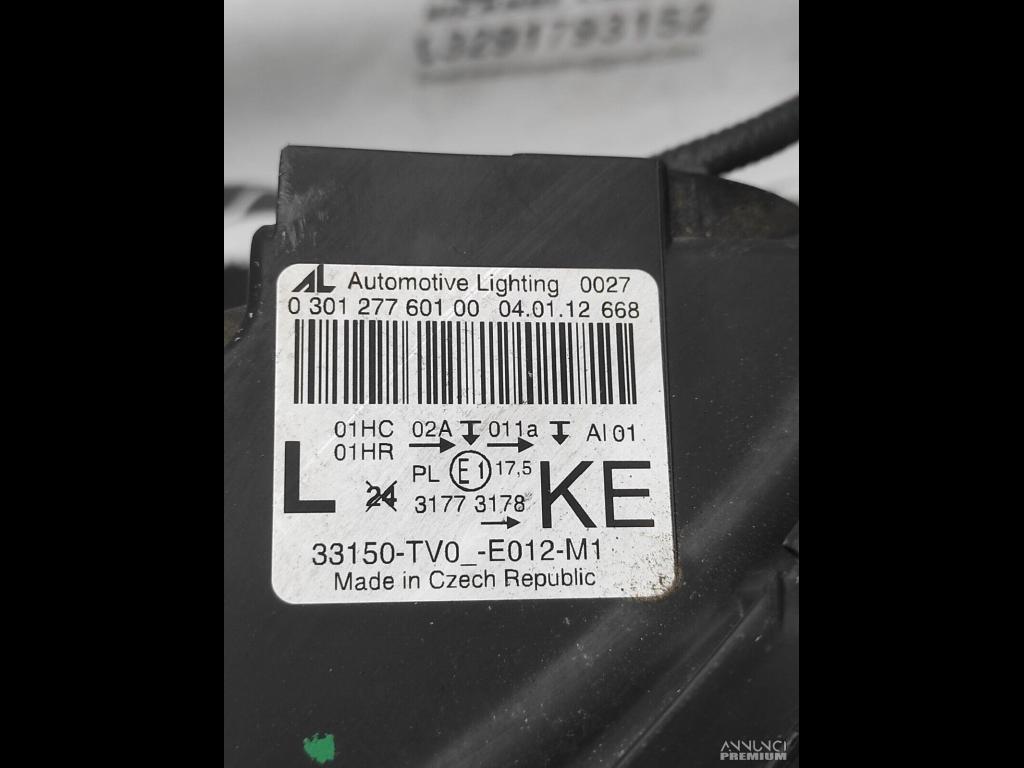 L3291793152
AL Automotive Lighting 0027
0 301 277 601 00 04.01.12 668
01HC 02A 011a AI 01
01HR
L PL E1 17,5 KE
24 3177 3178
33150-TV0_-E012-M1
Made in Czech Republic
ANNUNCI
PREMIUM